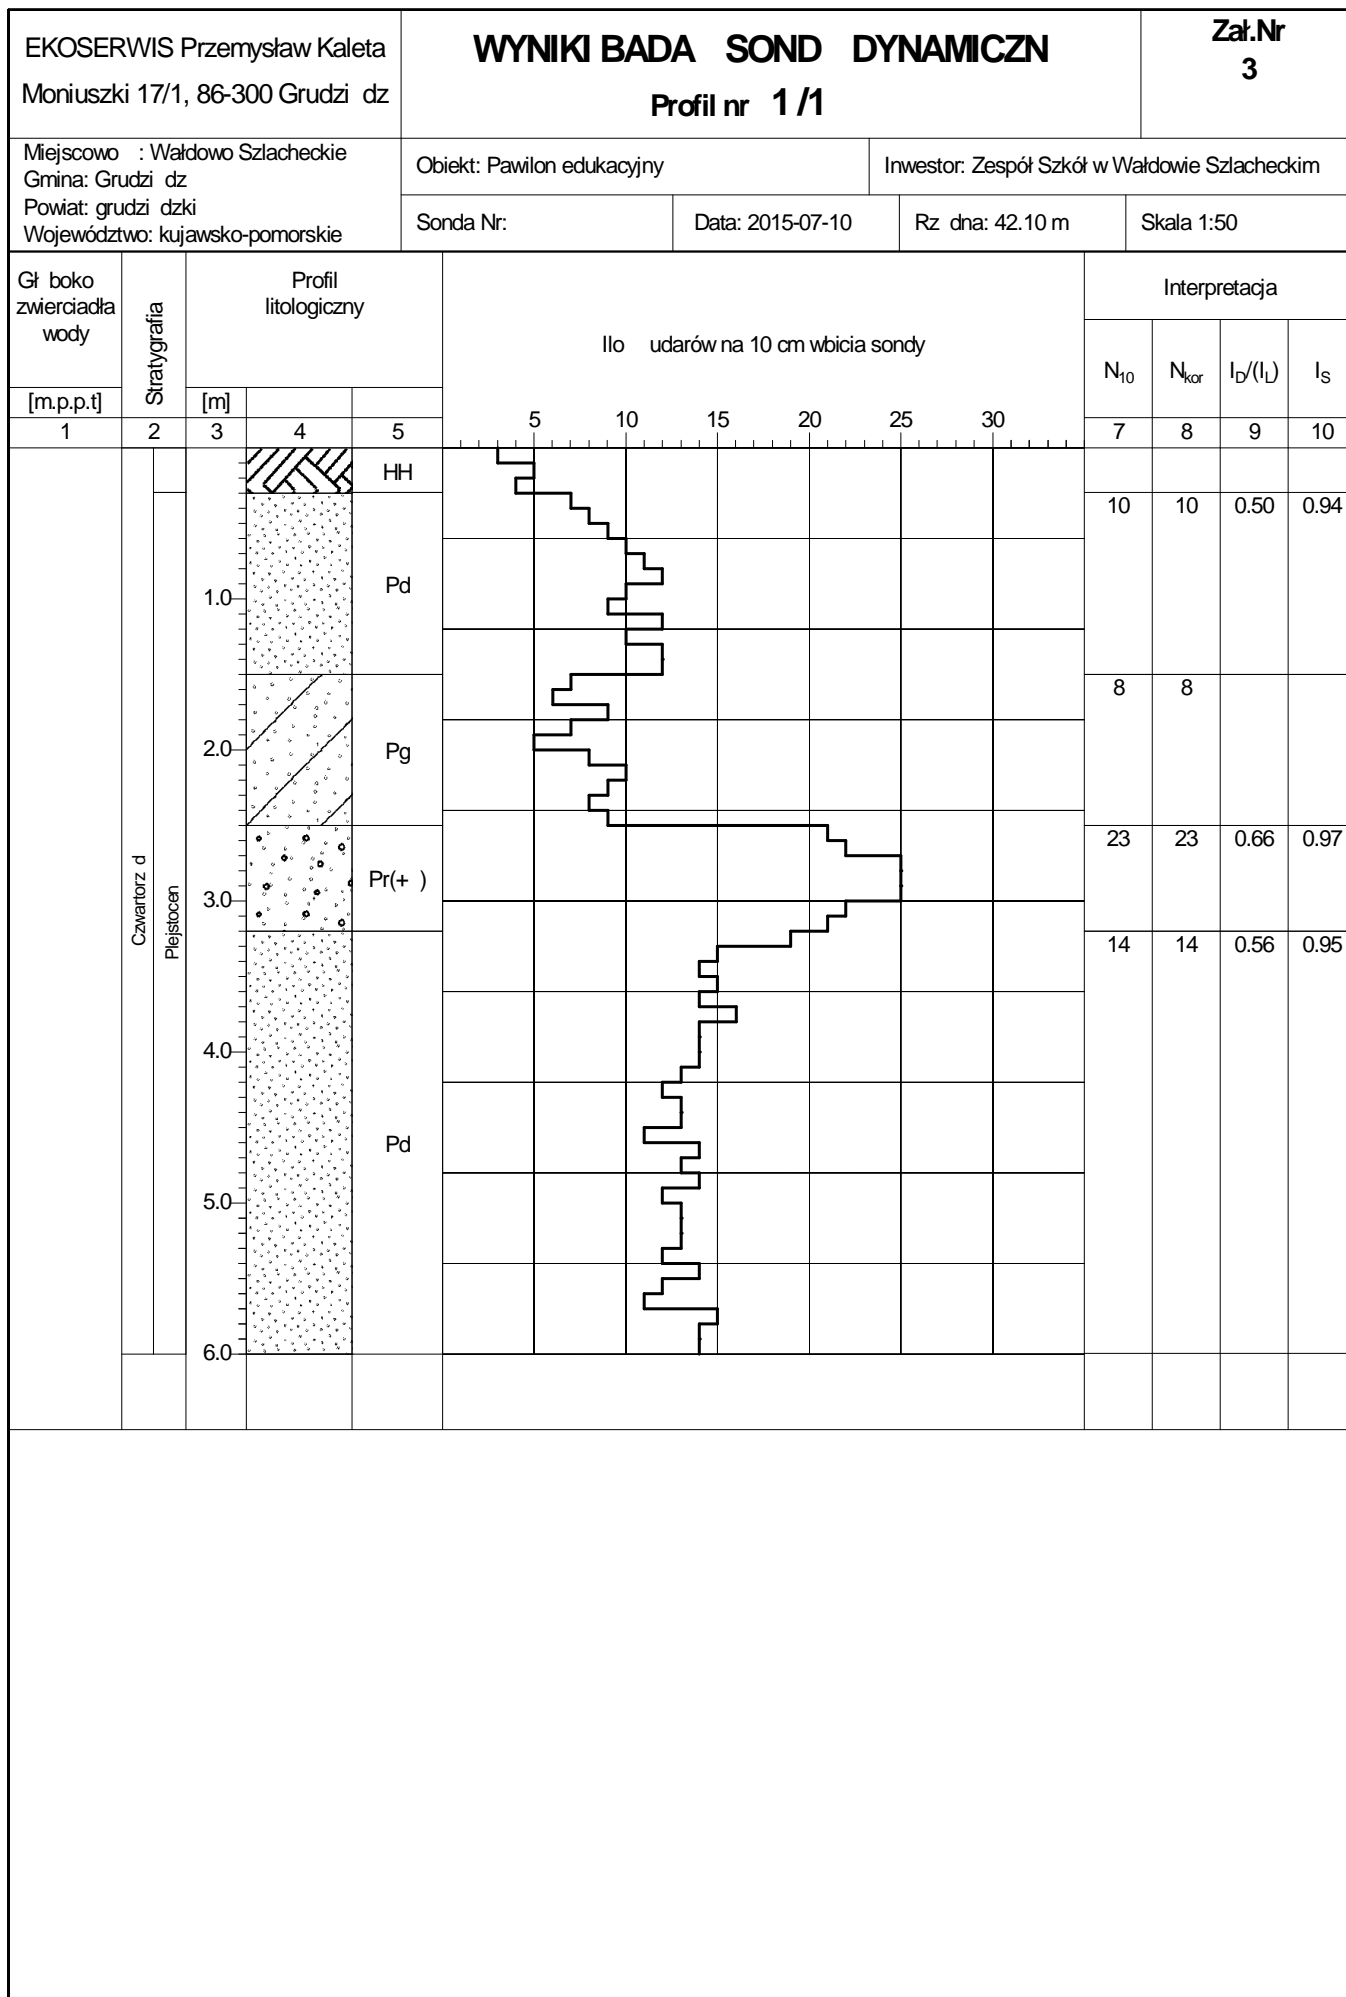 EKOSERWIS Przemysław Kaleta
Moniuszki 17/1, 86-300 Grudzi dz
WYNIKI BADA SOND DYNAMICZN
Profil nr 1 /1
Zał.Nr
3
Miejscowo : Wałdowo Szlacheckie
Gmina: Grudzi dz
Powiat: grudzi dzki
Województwo: kujawsko-pomorskie
Obiekt: Pawilon edukacyjny
Inwestor: Zespół Szkół w Wałdowie Szlacheckim
Sonda Nr:
Data: 2015-07-10
Rz dna: 42.10 m
Skala 1:50
Gł boko
zwierciadła
wody
[m.p.p.t]
Stratygrafia
Profil
litologiczny
[m]
Ilo udarów na 10 cm wbicia sondy
Interpretacja
N10 Nkor ID/(IL) IS
5 10 15 20 25 30
1 2 3 4 5 7 8 9 10
HH
10 10 0.50 0.94
Pd
1.0
8 8
2.0
Pg
23 23 0.66 0.97
Pr(+ )
3.0
Czwartorz d
Plejstocen
14 14 0.56 0.95
4.0
Pd
5.0
6.0